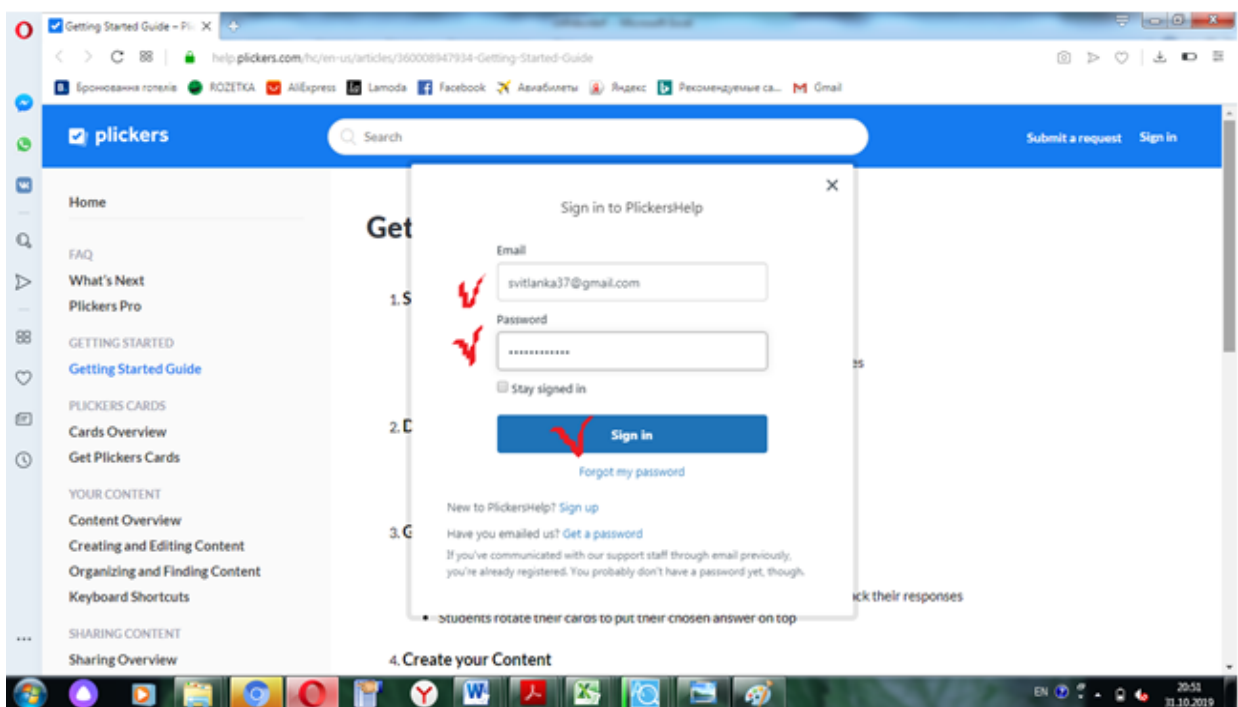 Getting Started Guide – Pli
help.plickers.com/hc/en-us/articles/360008947934-Getting-Started-Guide
Бронювання готелів ROZETKA AliExpress Lamoda Facebook Авиабилеты Яндекс Рекомендуемые са... Gmail
plickers
Search
Submit a request Sign in
Home
FAQ
What's Next
Plickers Pro
GETTING STARTED
Getting Started Guide
PLICKERS CARDS
Cards Overview
Get Plickers Cards
YOUR CONTENT
Content Overview
Creating and Editing Content
Organizing and Finding Content
Keyboard Shortcuts
SHARING CONTENT
Sharing Overview
Get
1. S
es
2. D
3. G
ck their responses
Students rotate their cards to put their chosen answer on top
4. Create your Content
Sign in to PlickersHelp
Email
svitlanka37@gmail.com
Password
Stay signed in
Sign in
Forgot my password
New to PlickersHelp? Sign up
Have you emailed us? Get a password
If you've communicated with our support staff through email previously,
you're already registered. You probably don't have a password yet, though.
EN
20:51
31.10.2019